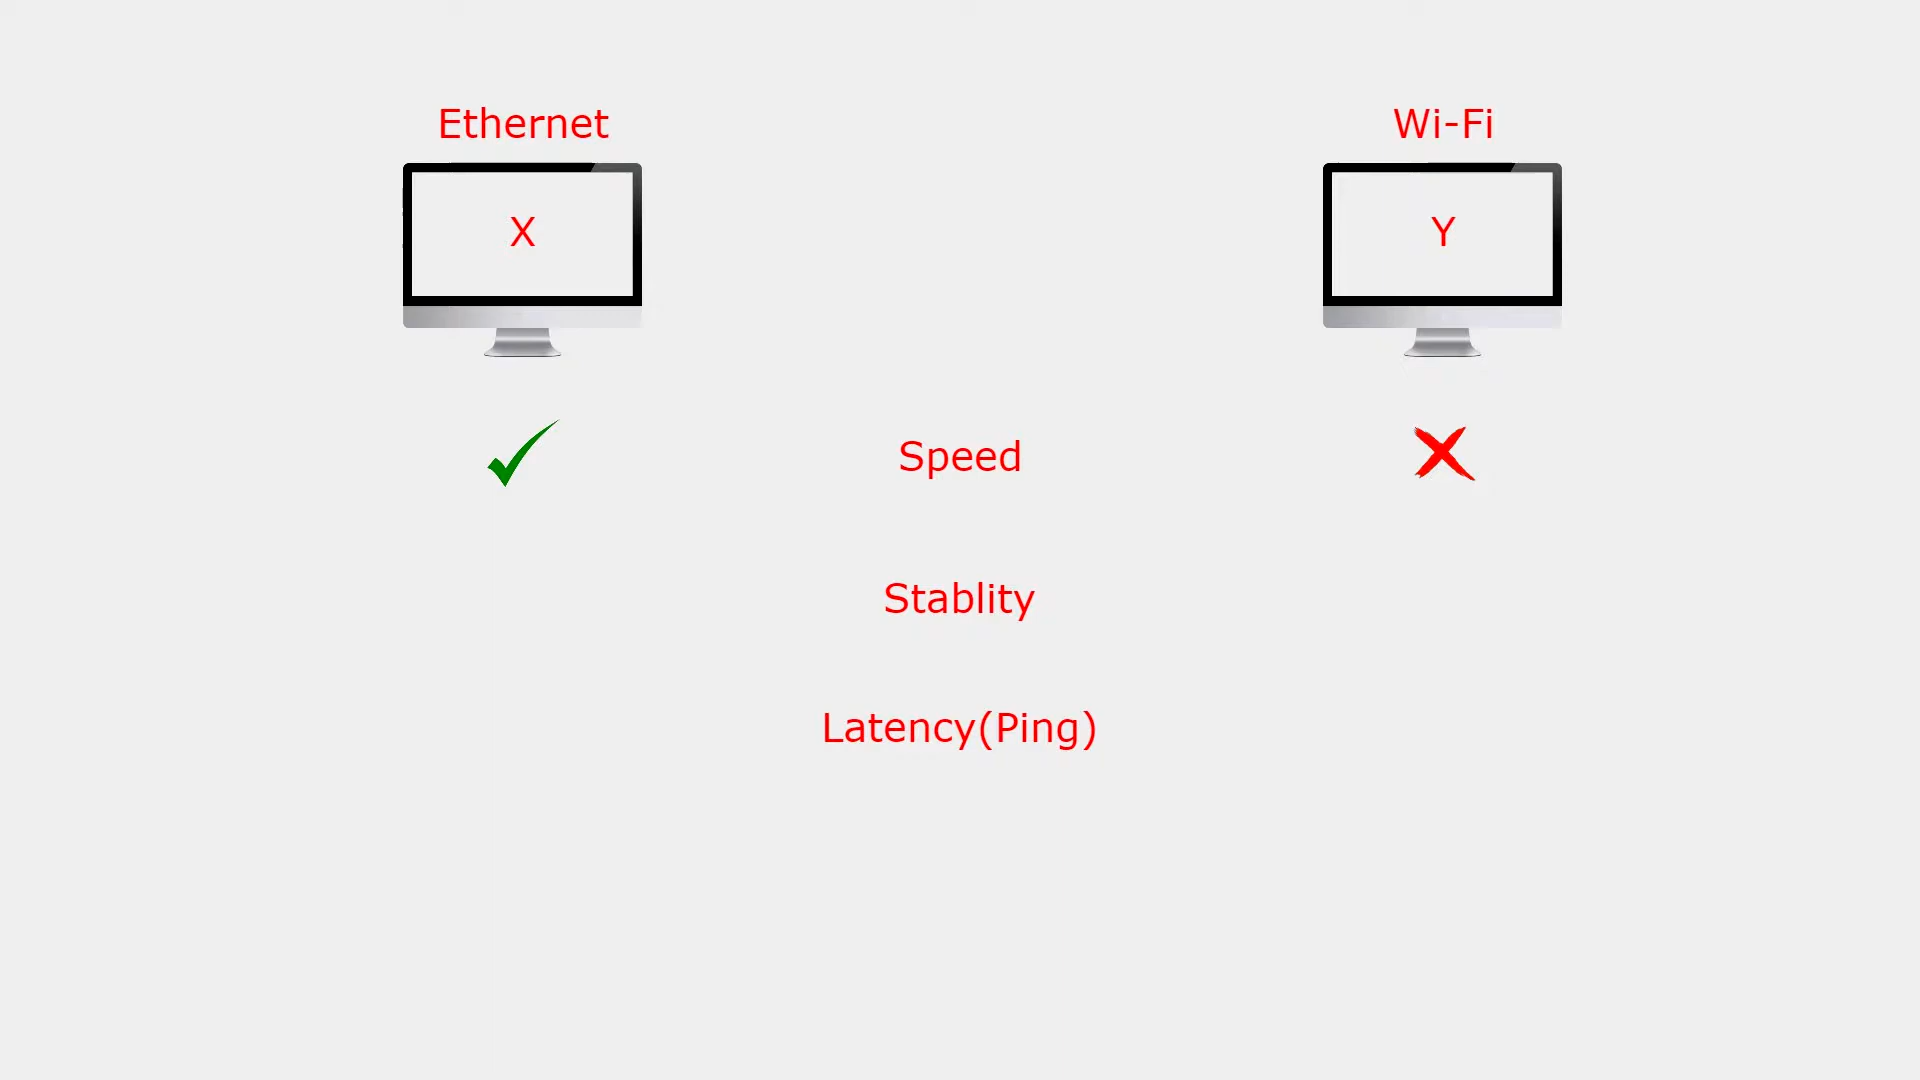 Ethernet
Wi-Fi
X
Y
Speed
Stablity
Latency(Ping)